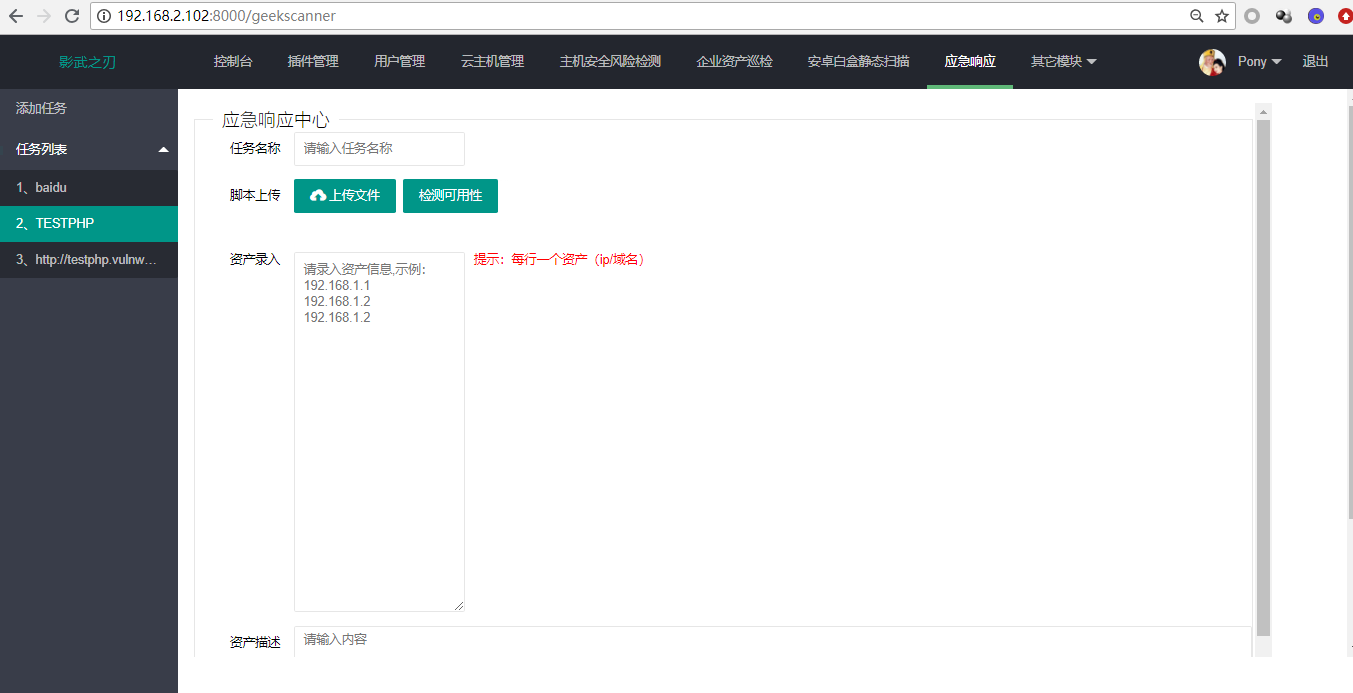 192.168.2.102:8000/geekscanner
影武之刃 控制台 插件管理 用户管理 云主机管理 主机安全风险检测 企业资产巡检 安卓白盒静态扫描 应急响应 其它模块 Pony 退出
添加任务
任务列表
1、baidu
2、TESTPHP
3、http://testphp.vulnw...
应急响应中心
任务名称 请输入任务名称
脚本上传 上传文件 检测可用性
资产录入 请录入资产信息,示例: 提示：每行一个资产（ip/域名）
192.168.1.1
192.168.1.2
192.168.1.2
资产描述 请输入内容